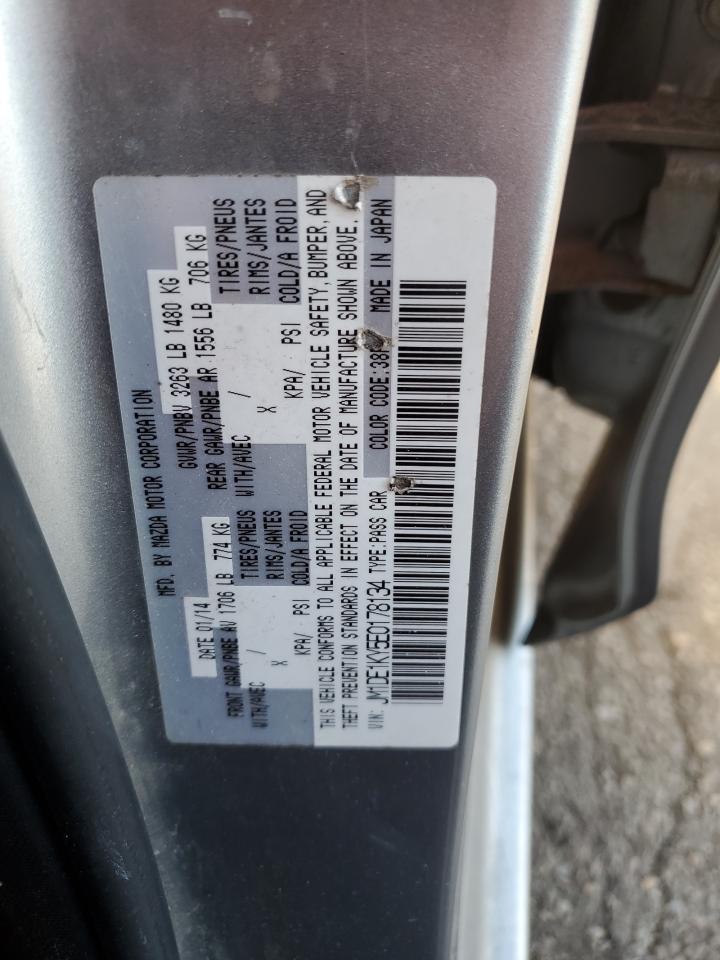 MFD. BY MAZDA MOTOR CORPORATION
DATE 01/14 GVWR/PNBV 3263 LB 1480 KG
FRONT GAWR/PNBE AV 1706 LB 774 KG REAR GAWR/PNBE AR 1556 LB 706 KG
WITH/AVEC TIRES/PNEUS WITH/AVEC TIRES/PNEUS
/ X RIMS/JANTES / X RIMS/JANTES
KPA/ PSI COLD/A FROID KPA/ PSI COLD/A FROID
THIS VEHICLE CONFORMS TO ALL APPLICABLE FEDERAL MOTOR VEHICLE SAFETY, BUMPER, AND
THEFT PREVENTION STANDARDS IN EFFECT ON THE DATE OF MANUFACTURE SHOWN ABOVE.
VIN: JM1DE1KY5E0178134 TYPE:PASS CAR COLOR CODE:38 MADE IN JAPAN